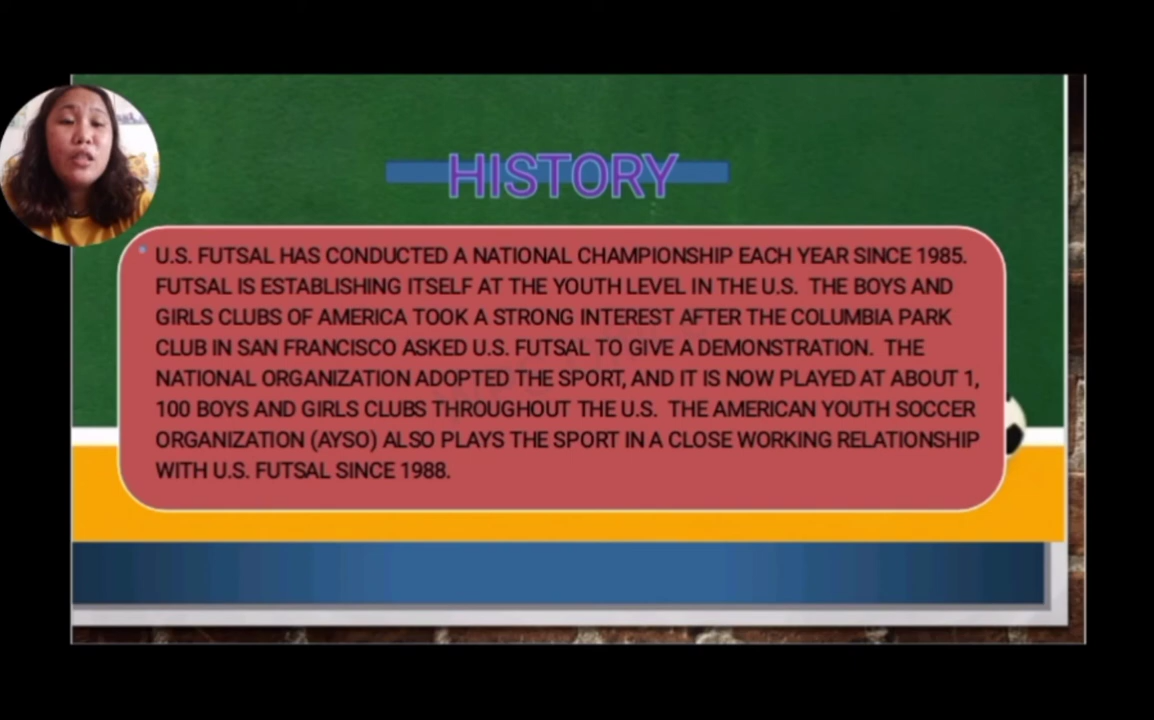 HISTORY
U.S. FUTSAL HAS CONDUCTED A NATIONAL CHAMPIONSHIP EACH YEAR SINCE 1985.
FUTSAL IS ESTABLISHING ITSELF AT THE YOUTH LEVEL IN THE U.S. THE BOYS AND
GIRLS CLUBS OF AMERICA TOOK A STRONG INTEREST AFTER THE COLUMBIA PARK
CLUB IN SAN FRANCISCO ASKED U.S. FUTSAL TO GIVE A DEMONSTRATION. THE
NATIONAL ORGANIZATION ADOPTED THE SPORT, AND IT IS NOW PLAYED AT ABOUT 1,
100 BOYS AND GIRLS CLUBS THROUGHOUT THE U.S. THE AMERICAN YOUTH SOCCER
ORGANIZATION (AYSO) ALSO PLAYS THE SPORT IN A CLOSE WORKING RELATIONSHIP
WITH U.S. FUTSAL SINCE 1988.